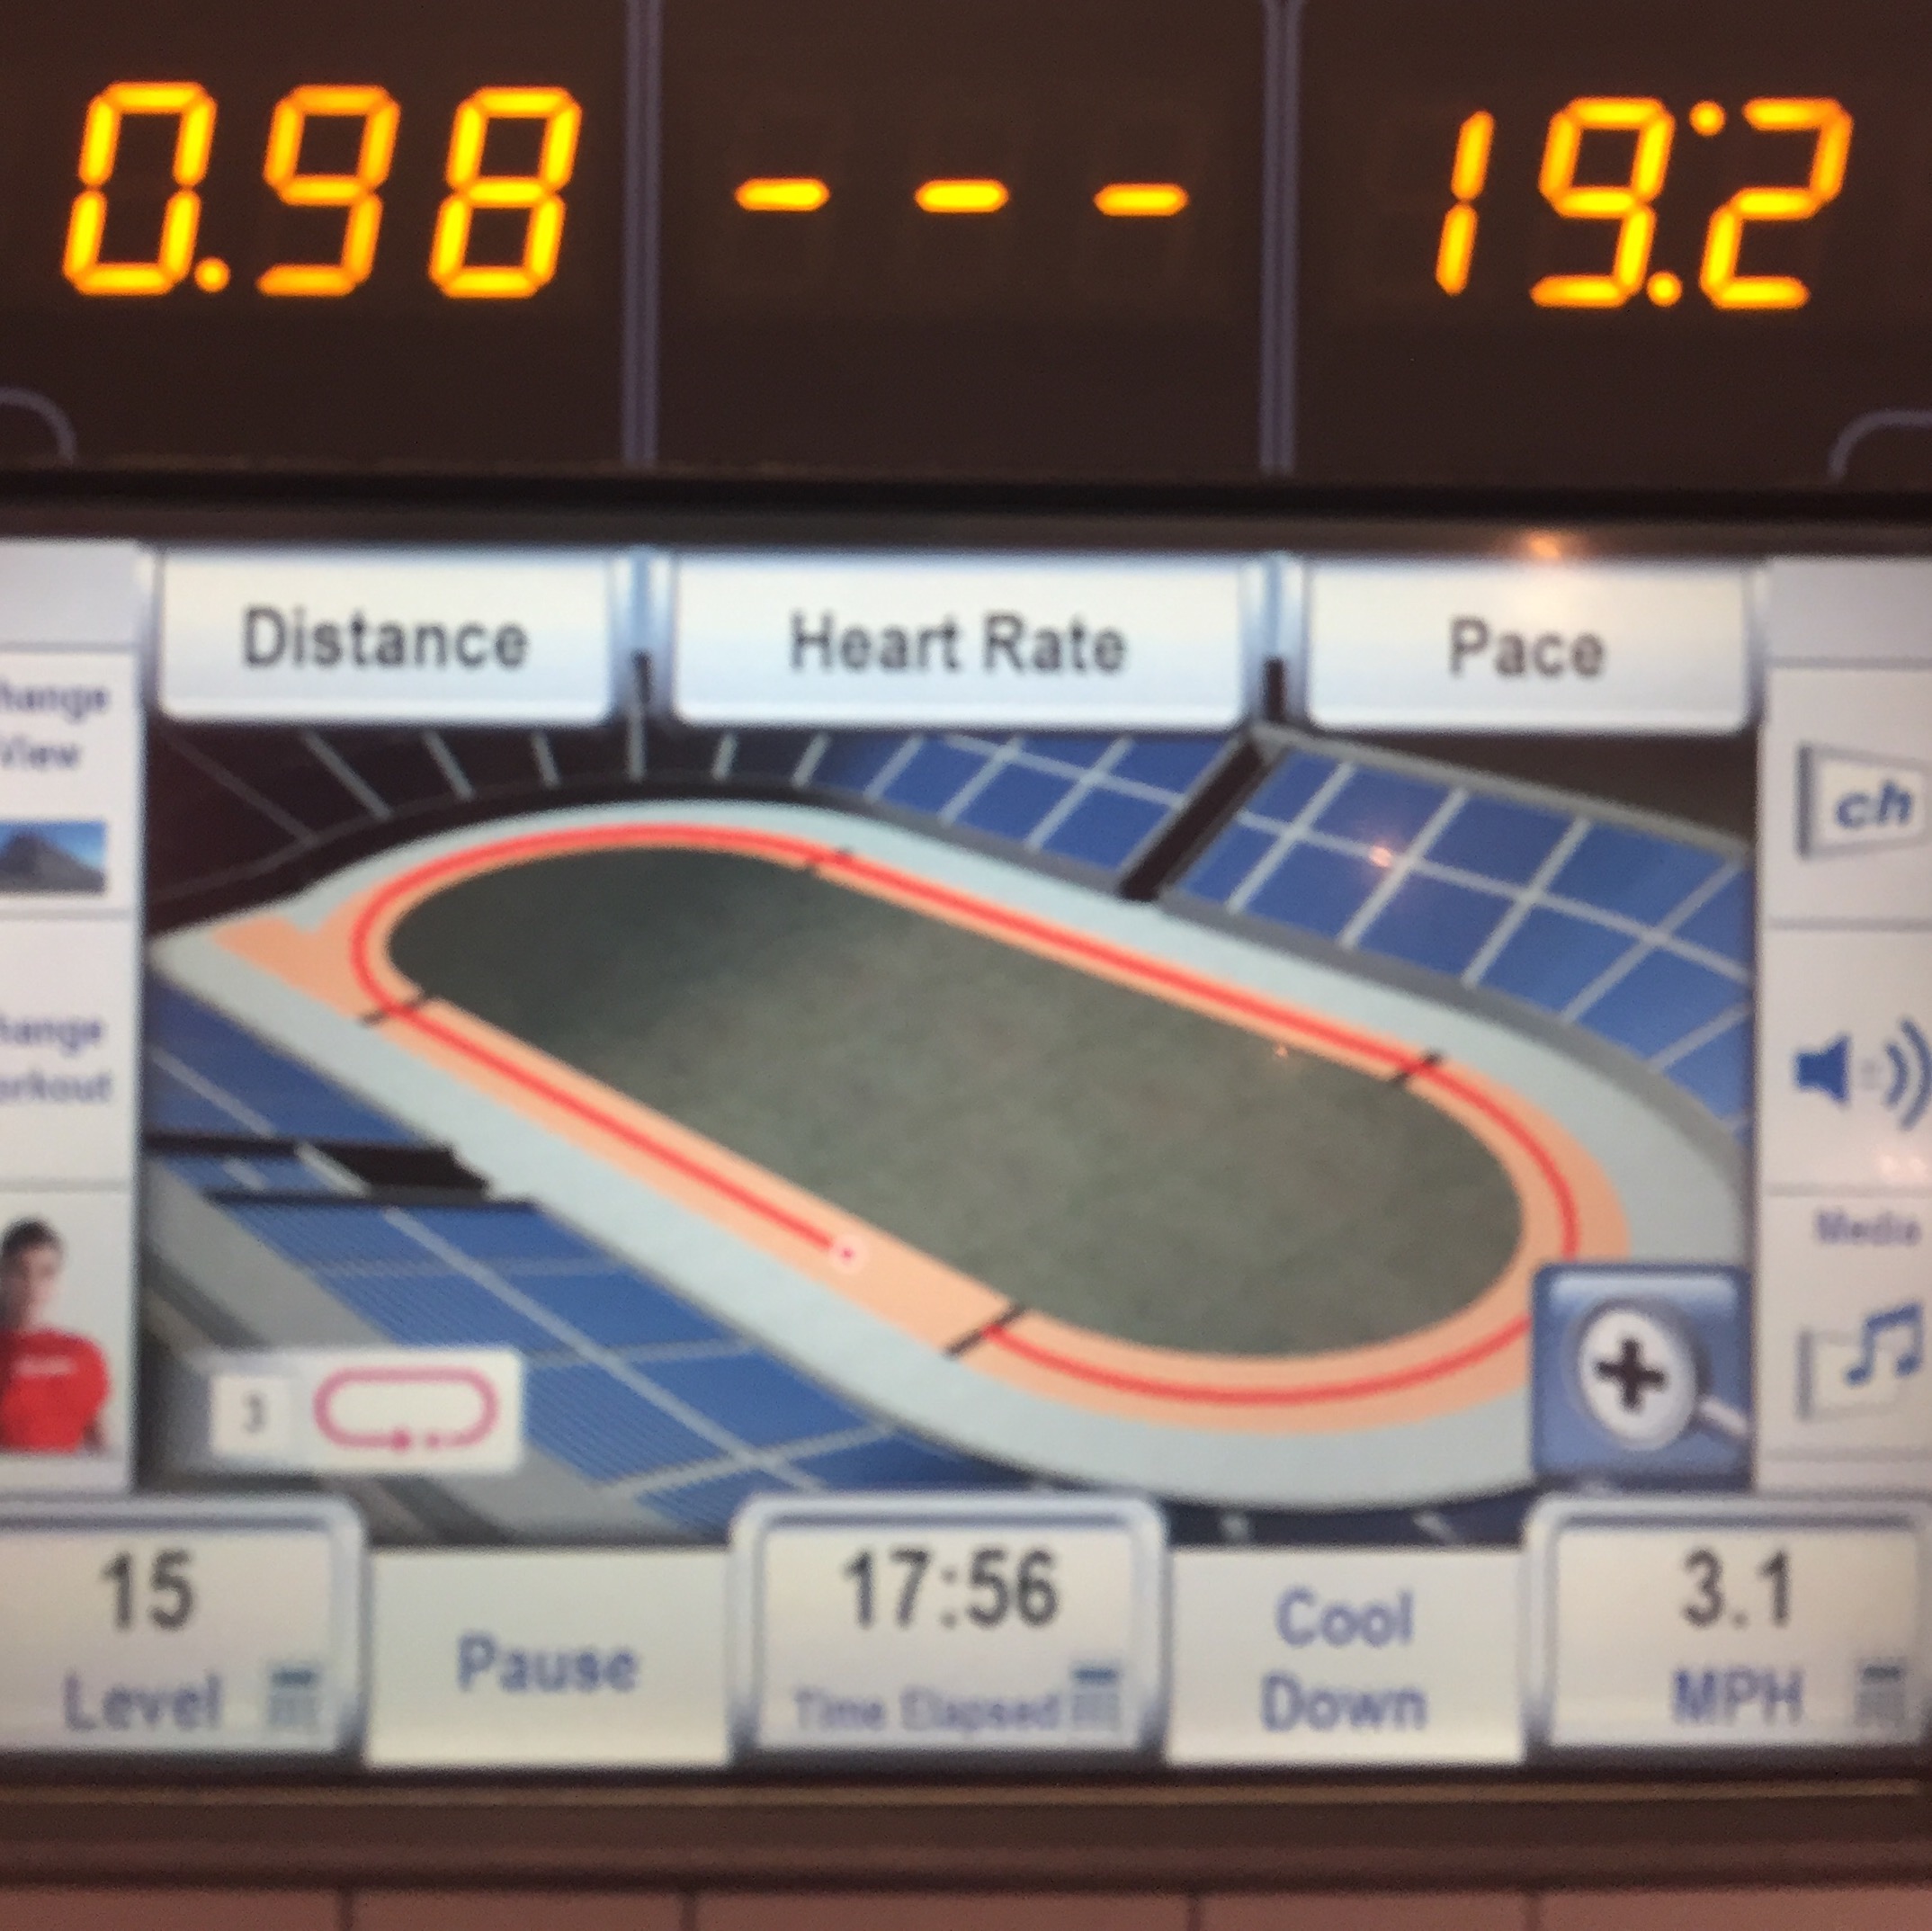 0.98 --- 19:2
Distance Heart Rate Pace
hange
View
ch
hange
orkout
Media
3
15 17:56 3.1
Level Pause Time Elapsed Cool Down MPH